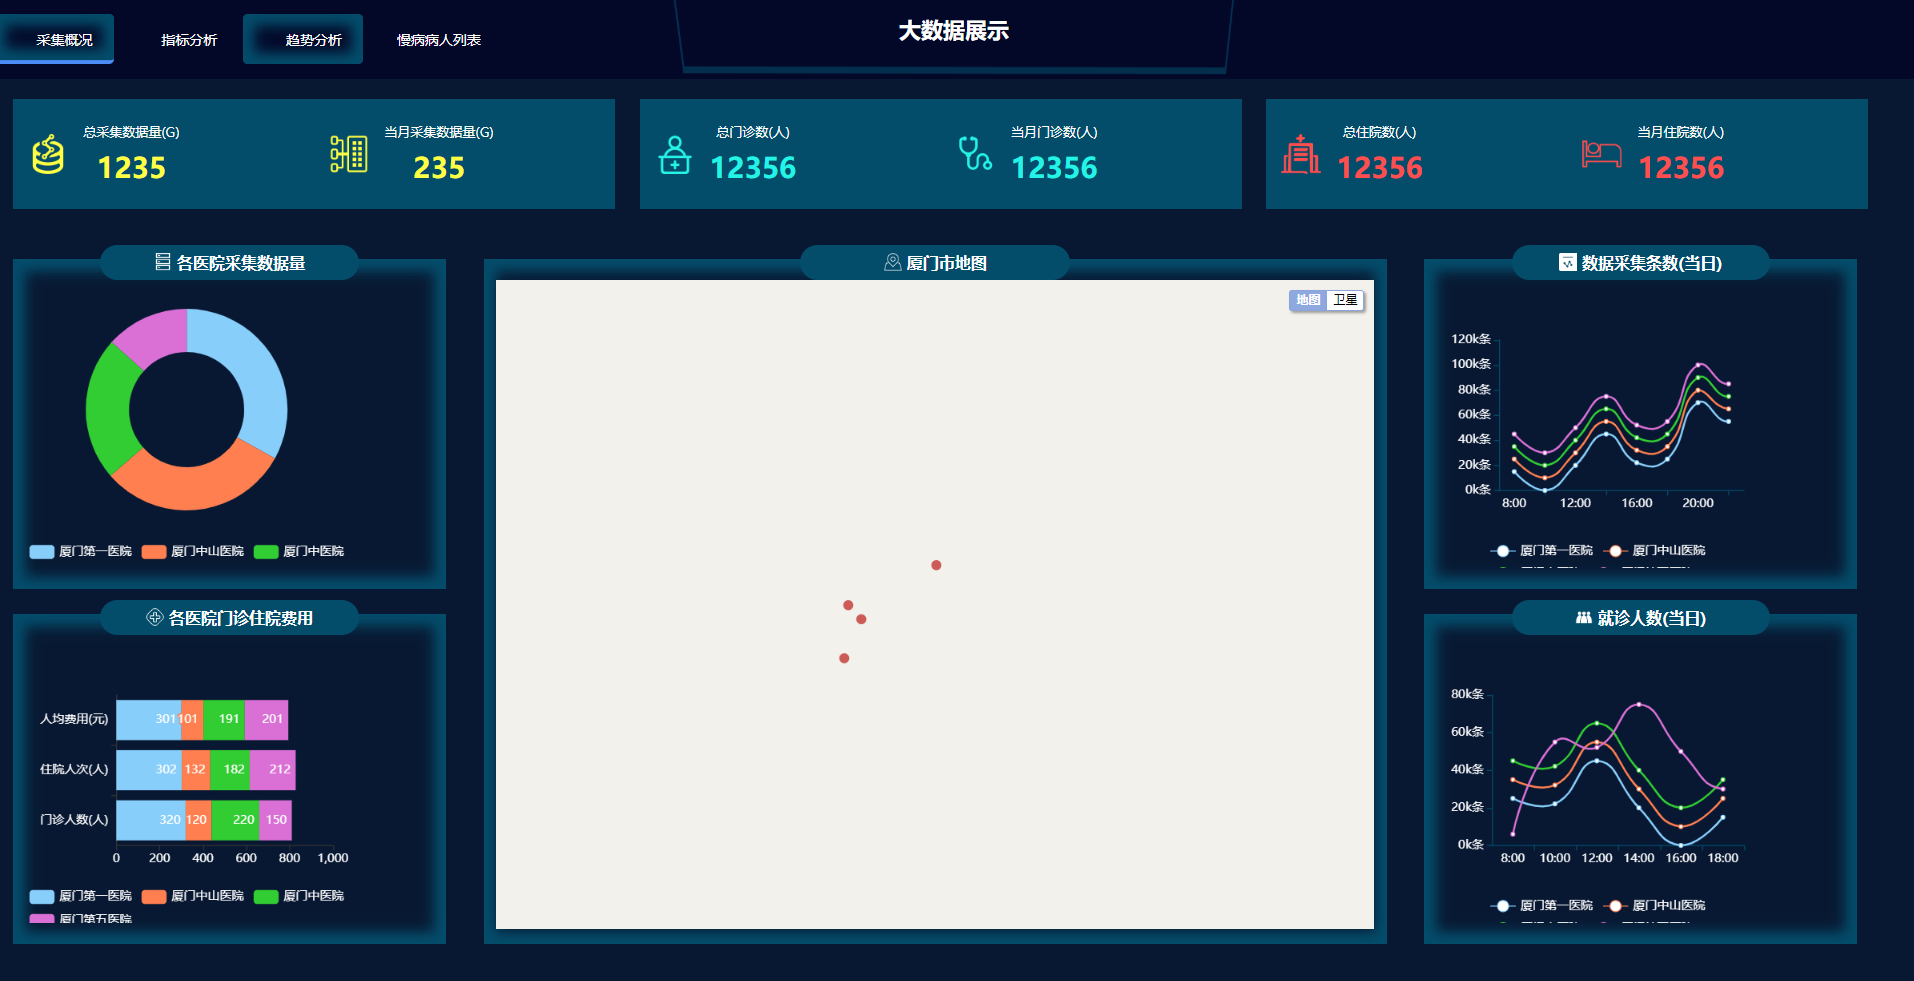 采集概况
指标分析
趋势分析
慢病病人列表
大数据展示
总采集数据量(G)
1235
当月采集数据量(G)
235
总门诊数(人)
12356
当月门诊数(人)
12356
总住院数(人)
12356
当月住院数(人)
12356
各医院采集数据量
厦门第一医院 厦门中山医院 厦门中医院
各医院门诊住院费用
人均费用(元) 301 101 191 201
住院人次(人) 302 132 182 212
门诊人数(人) 320 120 220 150
0 200 400 600 800 1,000
厦门第一医院 厦门中山医院 厦门中医院
厦门第五医院
厦门市地图
地图 卫星
数据采集条数(当日)
120k条
100k条
80k条
60k条
40k条
20k条
0k条
8:00 12:00 16:00 20:00
厦门第一医院 厦门中山医院
就诊人数(当日)
80k条
60k条
40k条
20k条
0k条
8:00 10:00 12:00 14:00 16:00 18:00
厦门第一医院 厦门中山医院